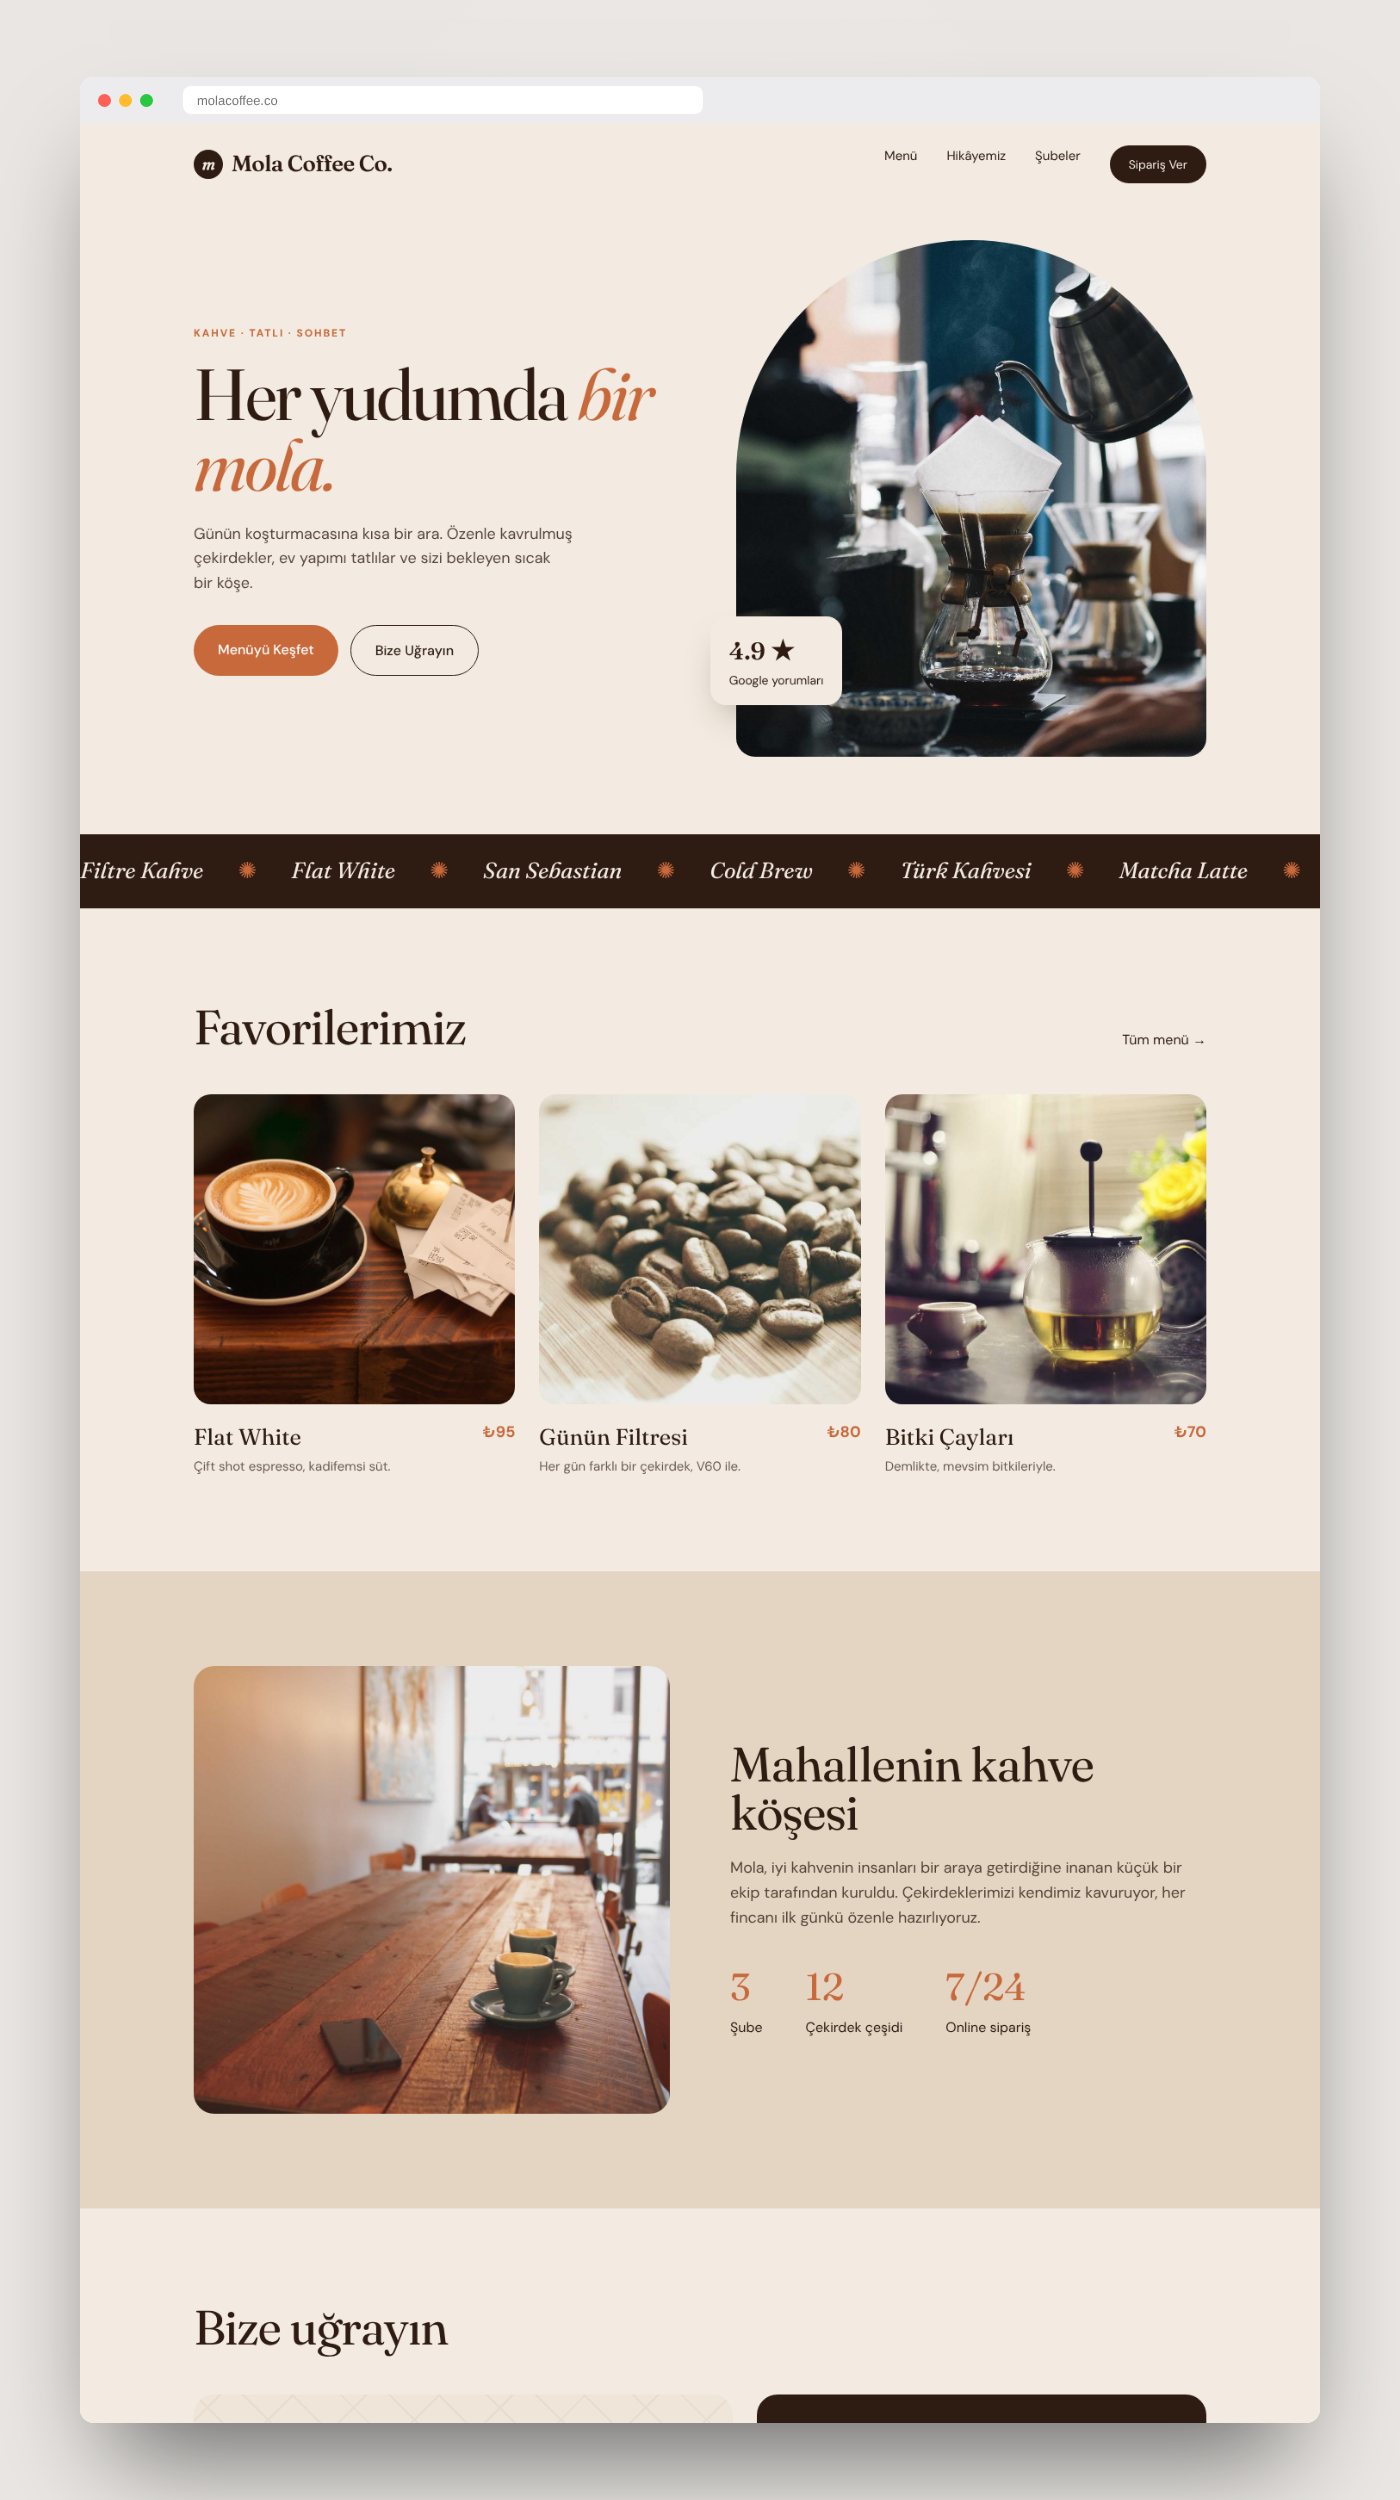 molacoffee.co
m Mola Coffee Co.
Menü Hikâyemiz Şubeler Sipariş Ver
KAHVE · TATLI · SOHBET
Her yudumda bir
mola.
Günün koşturmacasına kısa bir ara. Özenle kavrulmuş
çekirdekler, ev yapımı tatlılar ve sizi bekleyen sıcak
bir köşe.
Menüyü Keşfet Bize Uğrayın
4.9 ★
Google yorumları
Filtre Kahve ✺ Flat White ✺ San Sebastian ✺ Cold Brew ✺ Türk Kahvesi ✺ Matcha Latte ✺
Favorilerimiz
Tüm menü →
Flat White ₺95
Çift shot espresso, kadifemsi süt.
Günün Filtresi ₺80
Her gün farklı bir çekirdek, V60 ile.
Bitki Çayları ₺70
Demlikte, mevsim bitkileriyle.
Mahallenin kahve
köşesi
Mola, iyi kahvenin insanları bir araya getirdiğine inanan küçük bir
ekip tarafından kuruldu. Çekirdeklerimizi kendimiz kavuruyor, her
fincanı ilk günkü özenle hazırlıyoruz.
3 12 7/24
Şube Çekirdek çeşidi Online sipariş
Bize uğrayın